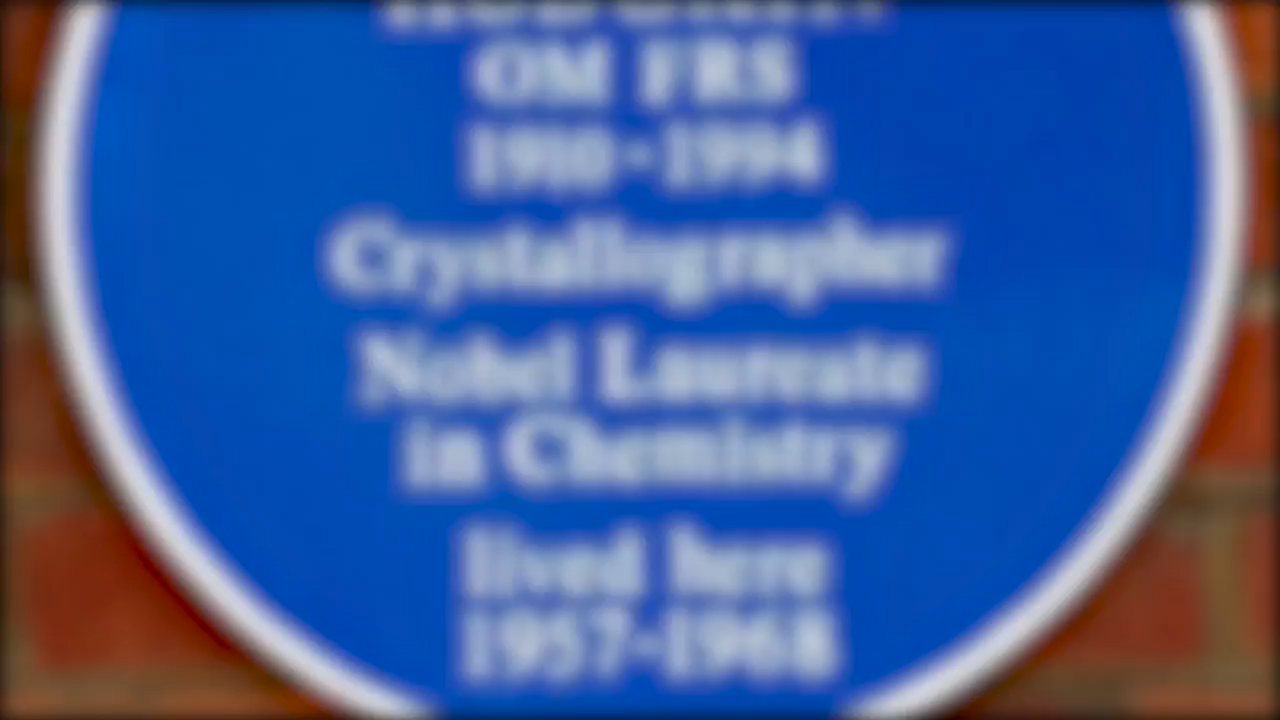 OM FRS
1910-1994
Crystallographer
Nobel Laureate
in Chemistry
lived here
1957-1968